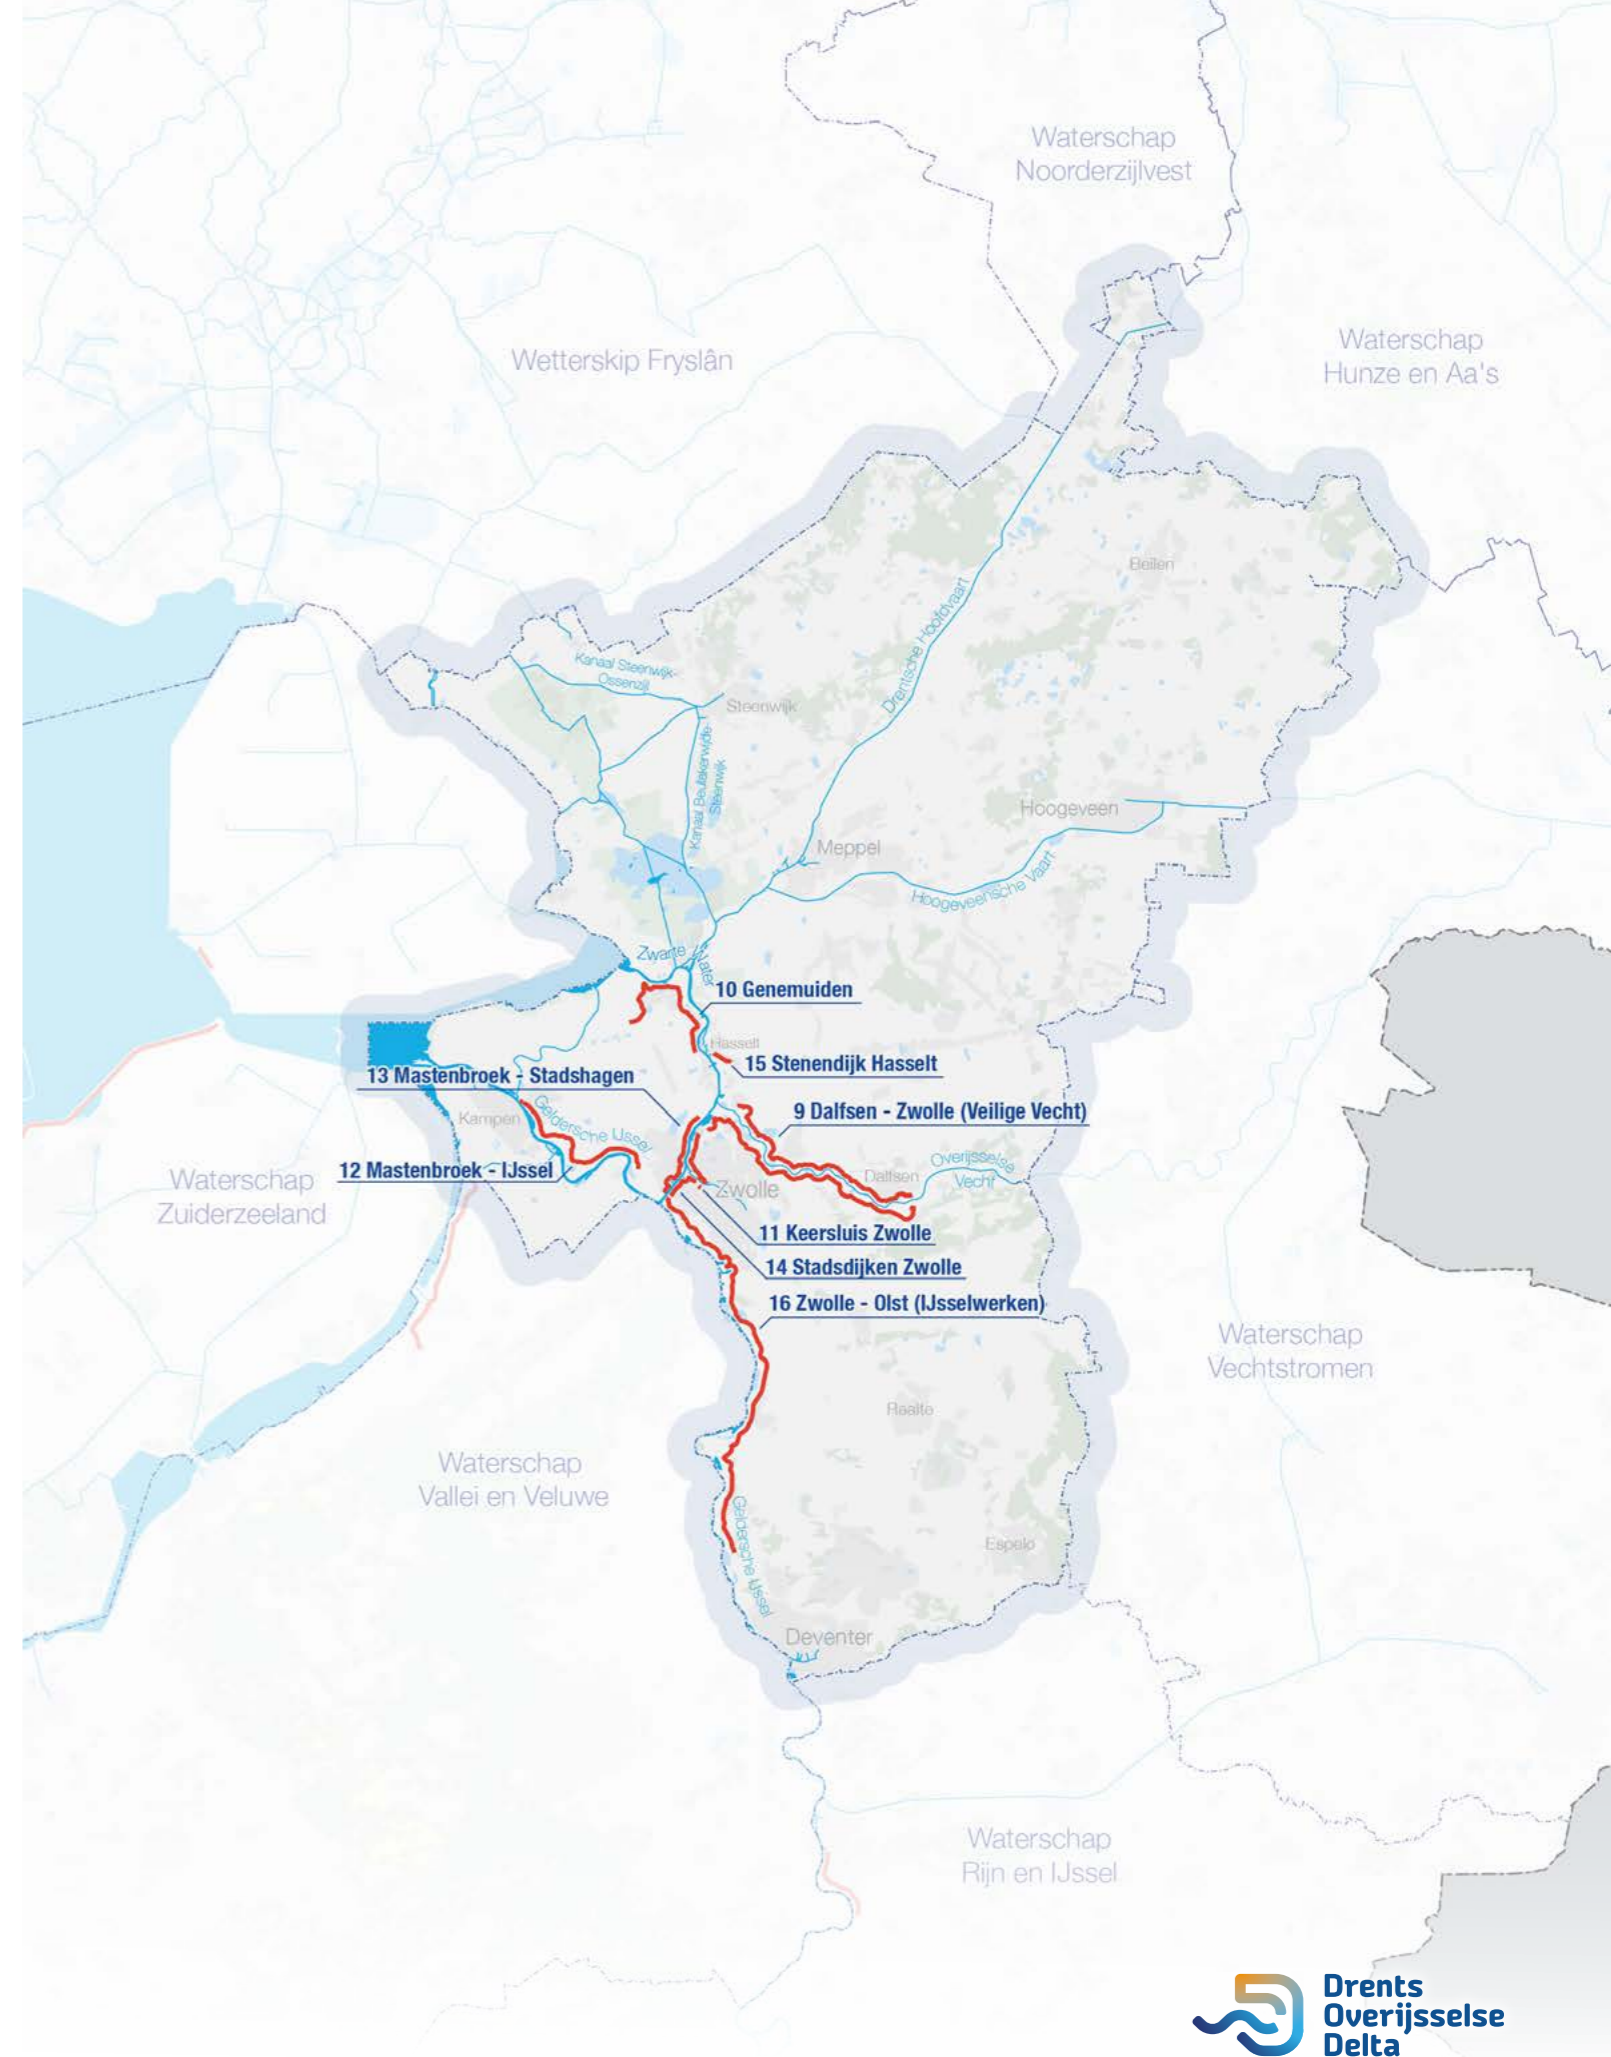 Waterschap
Noorderzijlvest
Wetterskip Fryslân
Waterschap
Hunze en Aa's
Beilen
Drentsche Hoofdvaart
Kanaal Steenwijk-
Ossenzijl
Steenwijk
Kanaal Beulakerwijde-
Steenwijk
Hoogeveen
Meppel
Hoogeveensche Vaart
Zwarte Water
10 Genemuiden
Hasselt
15 Stenendijk Hasselt
13 Mastenbroek - Stadshagen
Kampen
Geldersche IJssel
9 Dalfsen - Zwolle (Veilige Vecht)
12 Mastenbroek - IJssel
Overijsselse
Vecht
Dalfsen
Zwolle
Waterschap
Zuiderzeeland
11 Keersluis Zwolle
14 Stadsdijken Zwolle
16 Zwolle - Olst (IJsselwerken)
Waterschap
Vechtstromen
Raalte
Waterschap
Vallei en Veluwe
Geldersche IJssel
Espelo
Deventer
Waterschap
Rijn en IJssel
Drents
Overijsselse
Delta